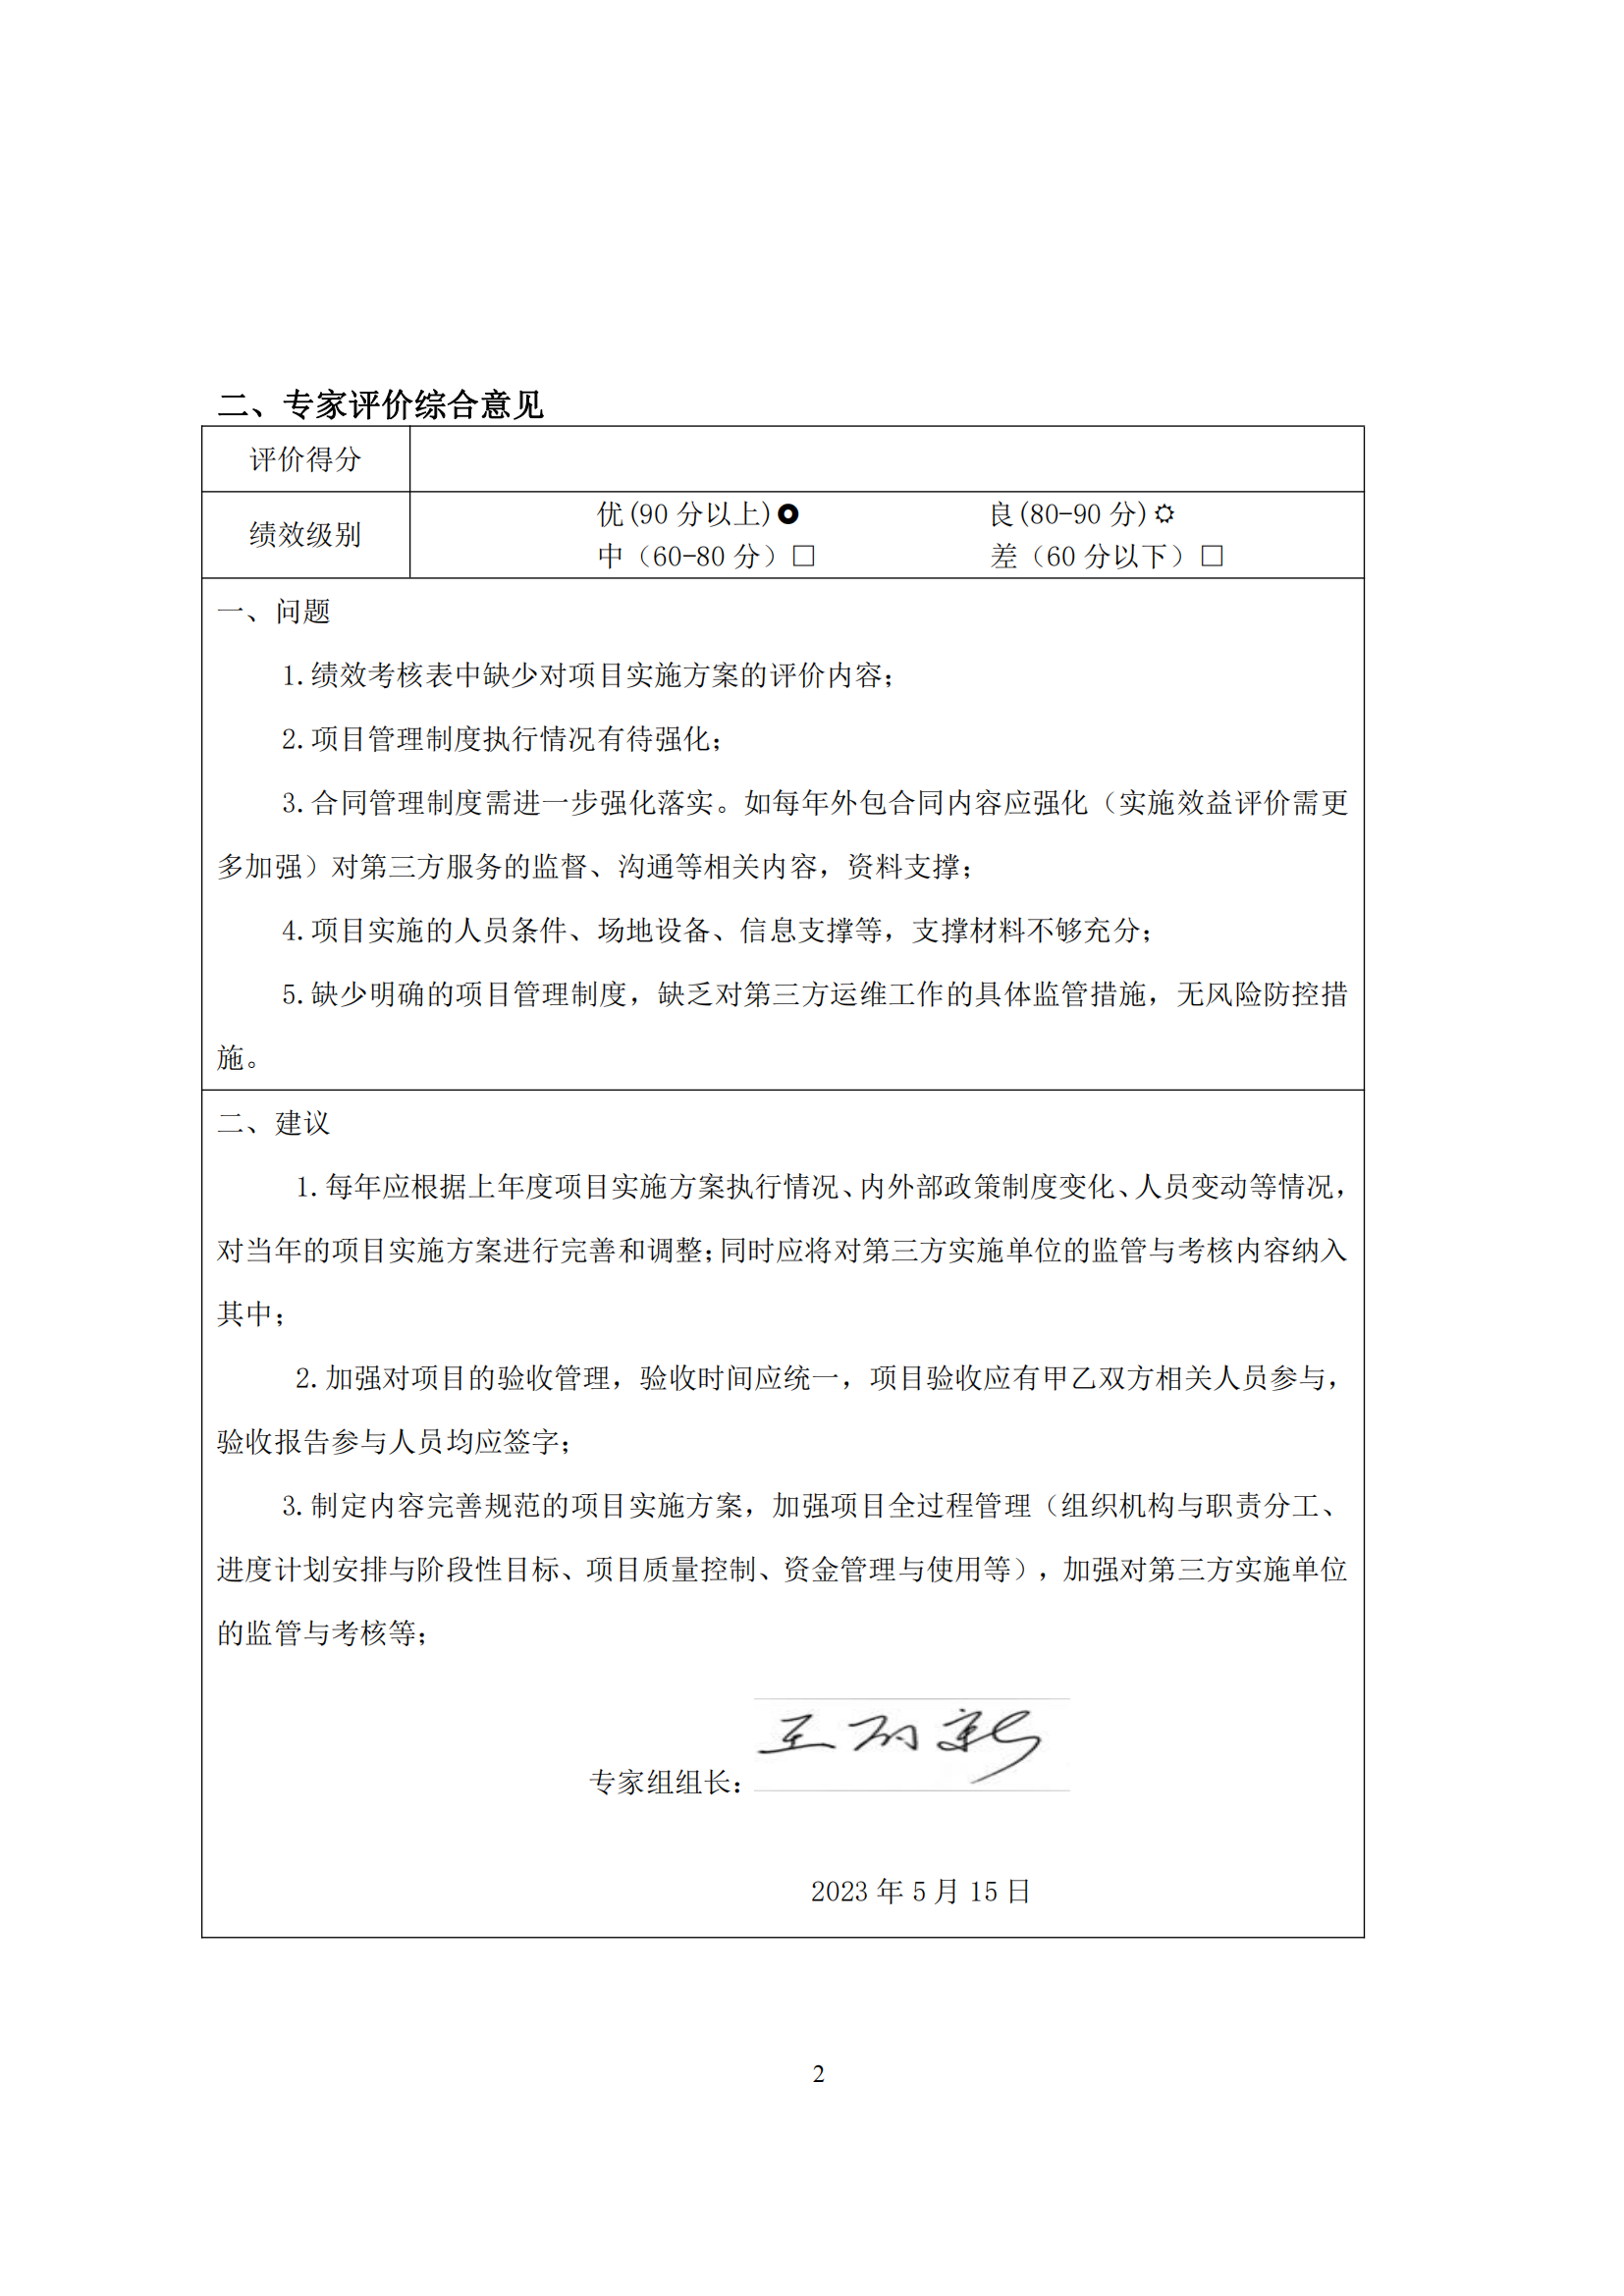 二、专家评价综合意见
评价得分
绩效级别
优(90 分以上) 良(80-90 分)
中（60-80 分）□ 差（60 分以下）□
一、问题
1.绩效考核表中缺少对项目实施方案的评价内容；
2.项目管理制度执行情况有待强化；
3.合同管理制度需进一步强化落实。如每年外包合同内容应强化（实施效益评价需更
多加强）对第三方服务的监督、沟通等相关内容，资料支撑；
4.项目实施的人员条件、场地设备、信息支撑等，支撑材料不够充分；
5.缺少明确的项目管理制度，缺乏对第三方运维工作的具体监管措施，无风险防控措
施。
二、建议
1.每年应根据上年度项目实施方案执行情况、内外部政策制度变化、人员变动等情况，
对当年的项目实施方案进行完善和调整；同时应将对第三方实施单位的监管与考核内容纳入
其中；
2.加强对项目的验收管理，验收时间应统一，项目验收应有甲乙双方相关人员参与，
验收报告参与人员均应签字；
3.制定内容完善规范的项目实施方案，加强项目全过程管理（组织机构与职责分工、
进度计划安排与阶段性目标、项目质量控制、资金管理与使用等），加强对第三方实施单位
的监管与考核等；
专家组组长：
2023 年 5 月 15 日
2